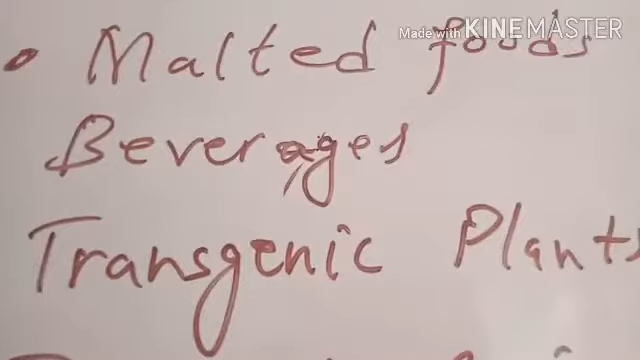 Made with KINEMASTER
• Malted foods
Beverages
Transgenic Plants